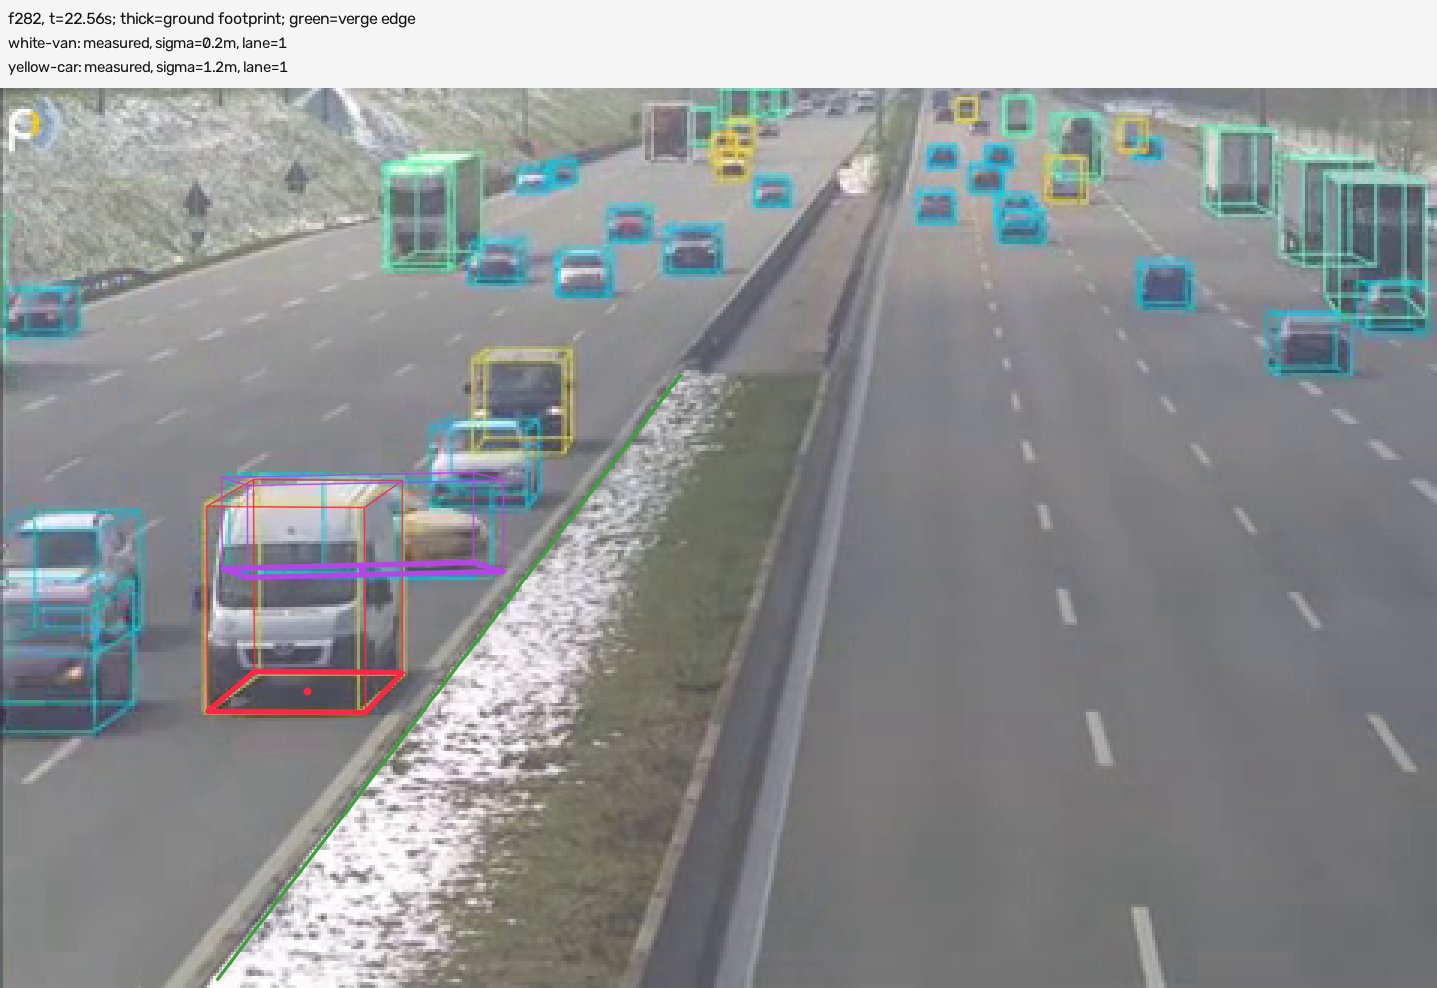 f282, t=22.56s; thick=ground footprint; green=verge edge
white-van: measured, sigma=0.2m, lane=1
yellow-car: measured, sigma=1.2m, lane=1